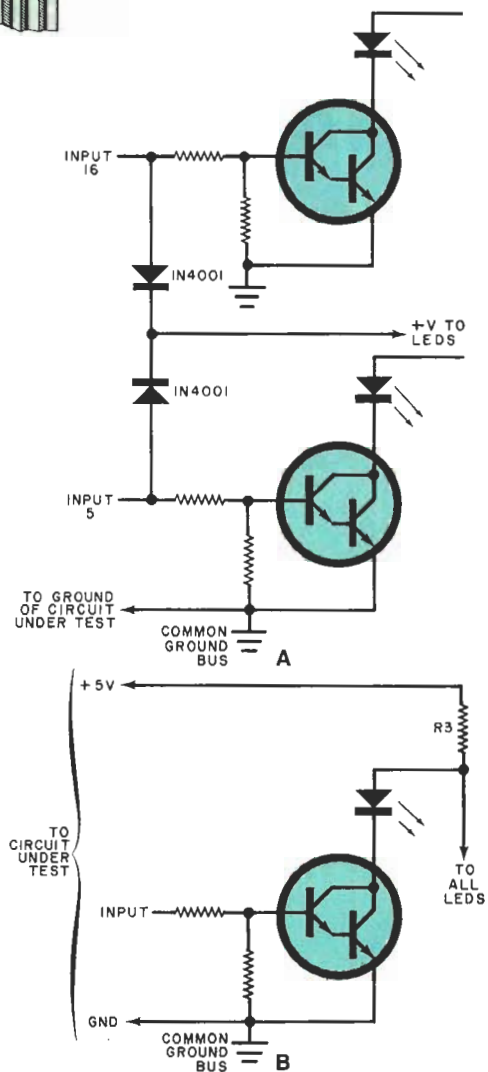 INPUT
16
IN4001
+V TO
LEDS
IN4001
INPUT
5
TO GROUND
OF CIRCUIT
UNDER TEST
COMMON
GROUND
BUS
A
+5V
R3
TO
CIRCUIT
UNDER
TEST
TO
ALL
LEDS
INPUT
GND
COMMON
GROUND
BUS
B